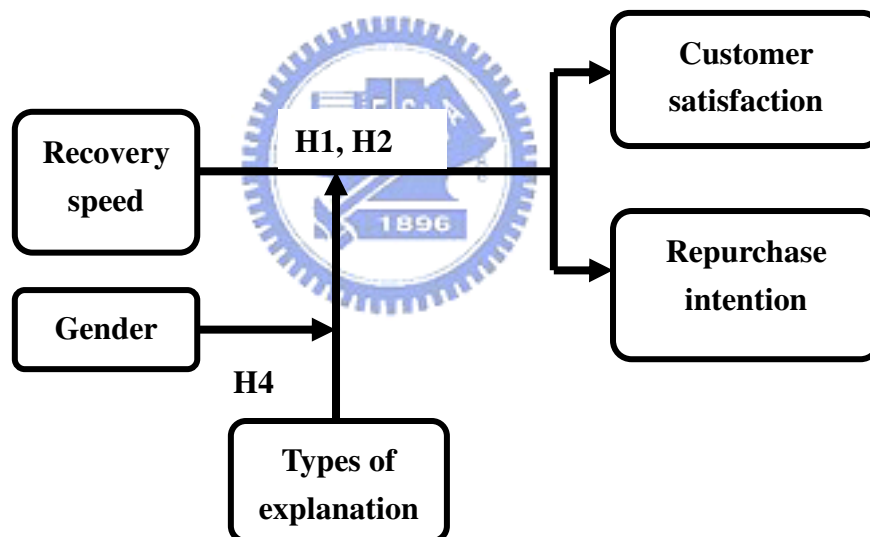 Customer
satisfaction
H1, H2
Recovery
speed
1896
Repurchase
intention
Gender
H4
Types of
explanation